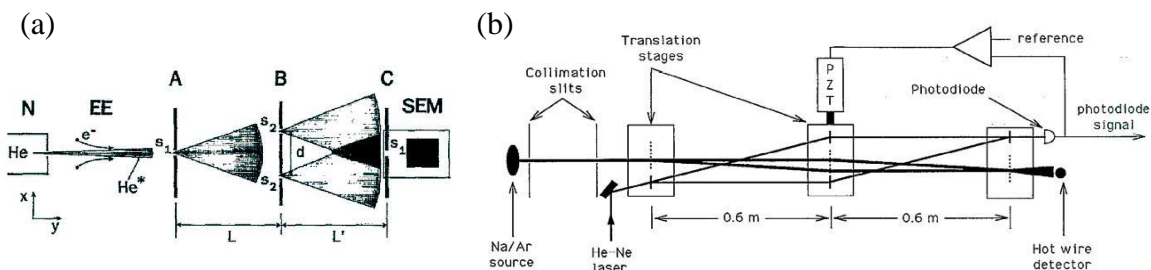 (a)
A
B
C
N
EE
SEM
He
e-
He*
s1
s2
s2
d
s1
x
y
L
L'
(b)
Translation
stages
Collimation
slits
PZT
reference
Photodiode
photodiode
signal
0.6 m
0.6 m
Na/Ar
source
He-Ne
laser
Hot wire
detector